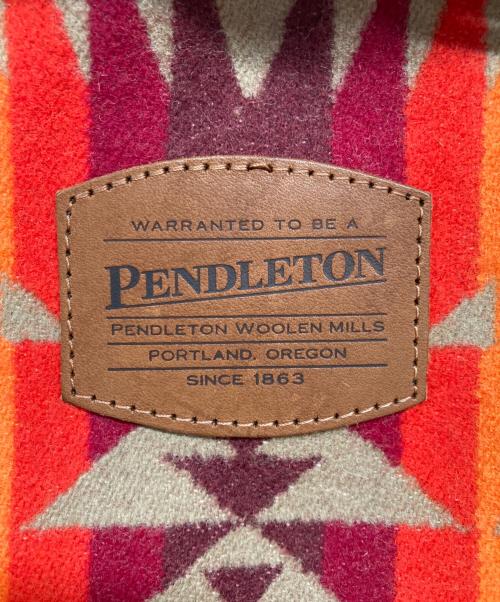 WARRANTED TO BE A
PENDLETON
PENDLETON WOOLEN MILLS
PORTLAND, OREGON
SINCE 1863